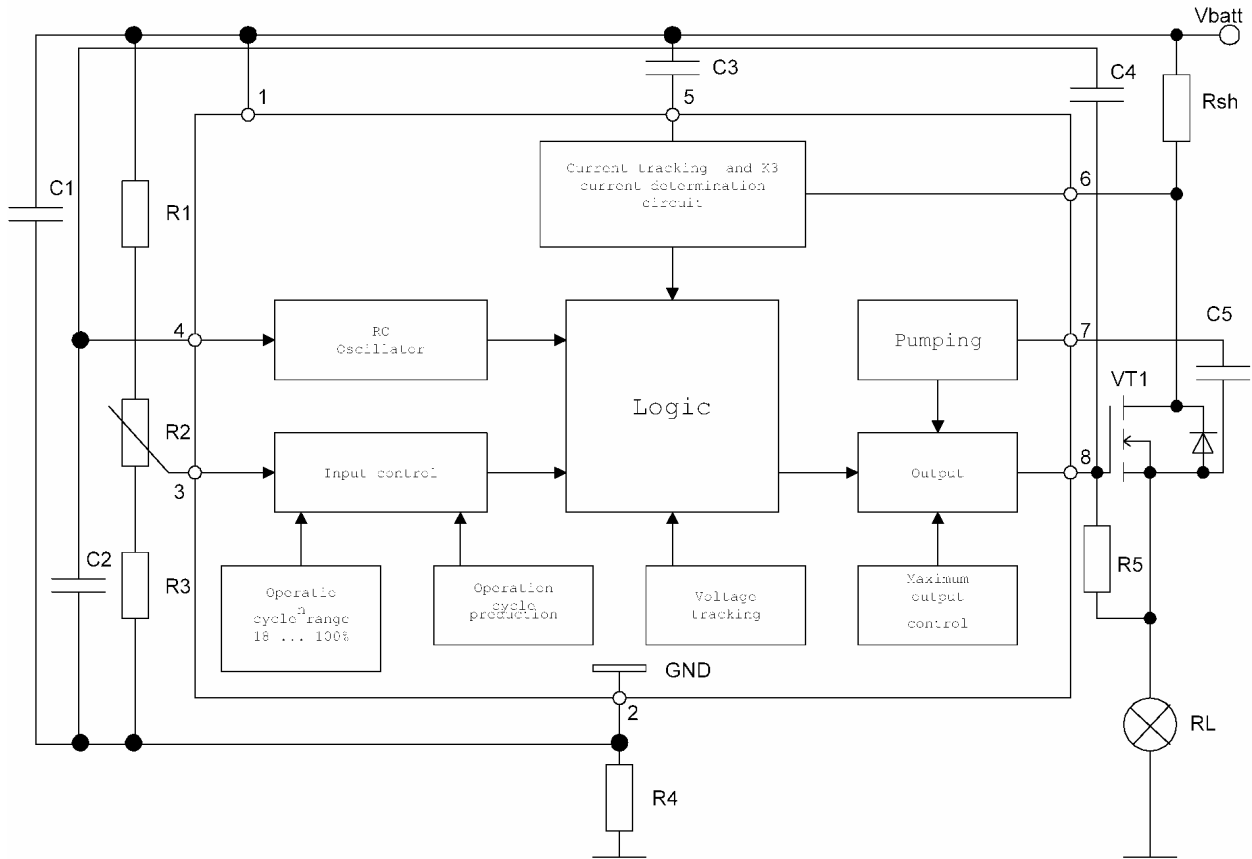 Vbatt
C3
C4
1
5
Rsh
Current tracking and K3
current determination
circuit
6
C1
R1
4
RC
Oscillator
Pumping
7
C5
VT1
Logic
R2
3
Input control
Output
8
C2
R3
Operatio
n
cycle range
18 ... 100%
Operation
cycle
production
Voltage
tracking
Maximum
output
control
R5
GND
2
RL
R4